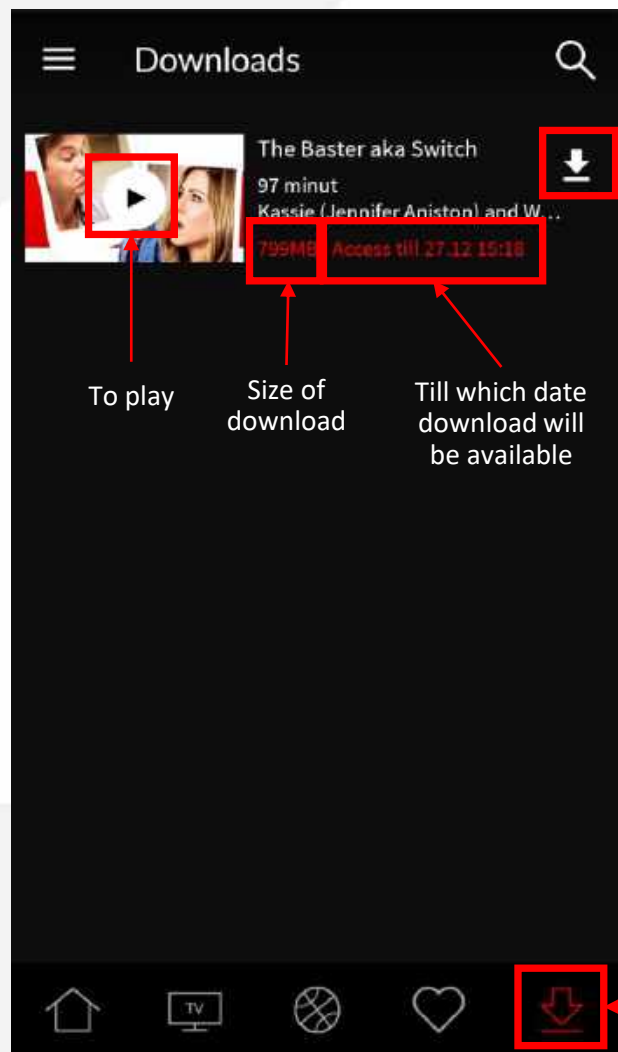 Downloads
The Baster aka Switch
97 minut
Kassie (Jennifer Aniston) and W...
799MB Access till 27.12 15:18
To play
Size of
download
Till which date
download will
be available
TV